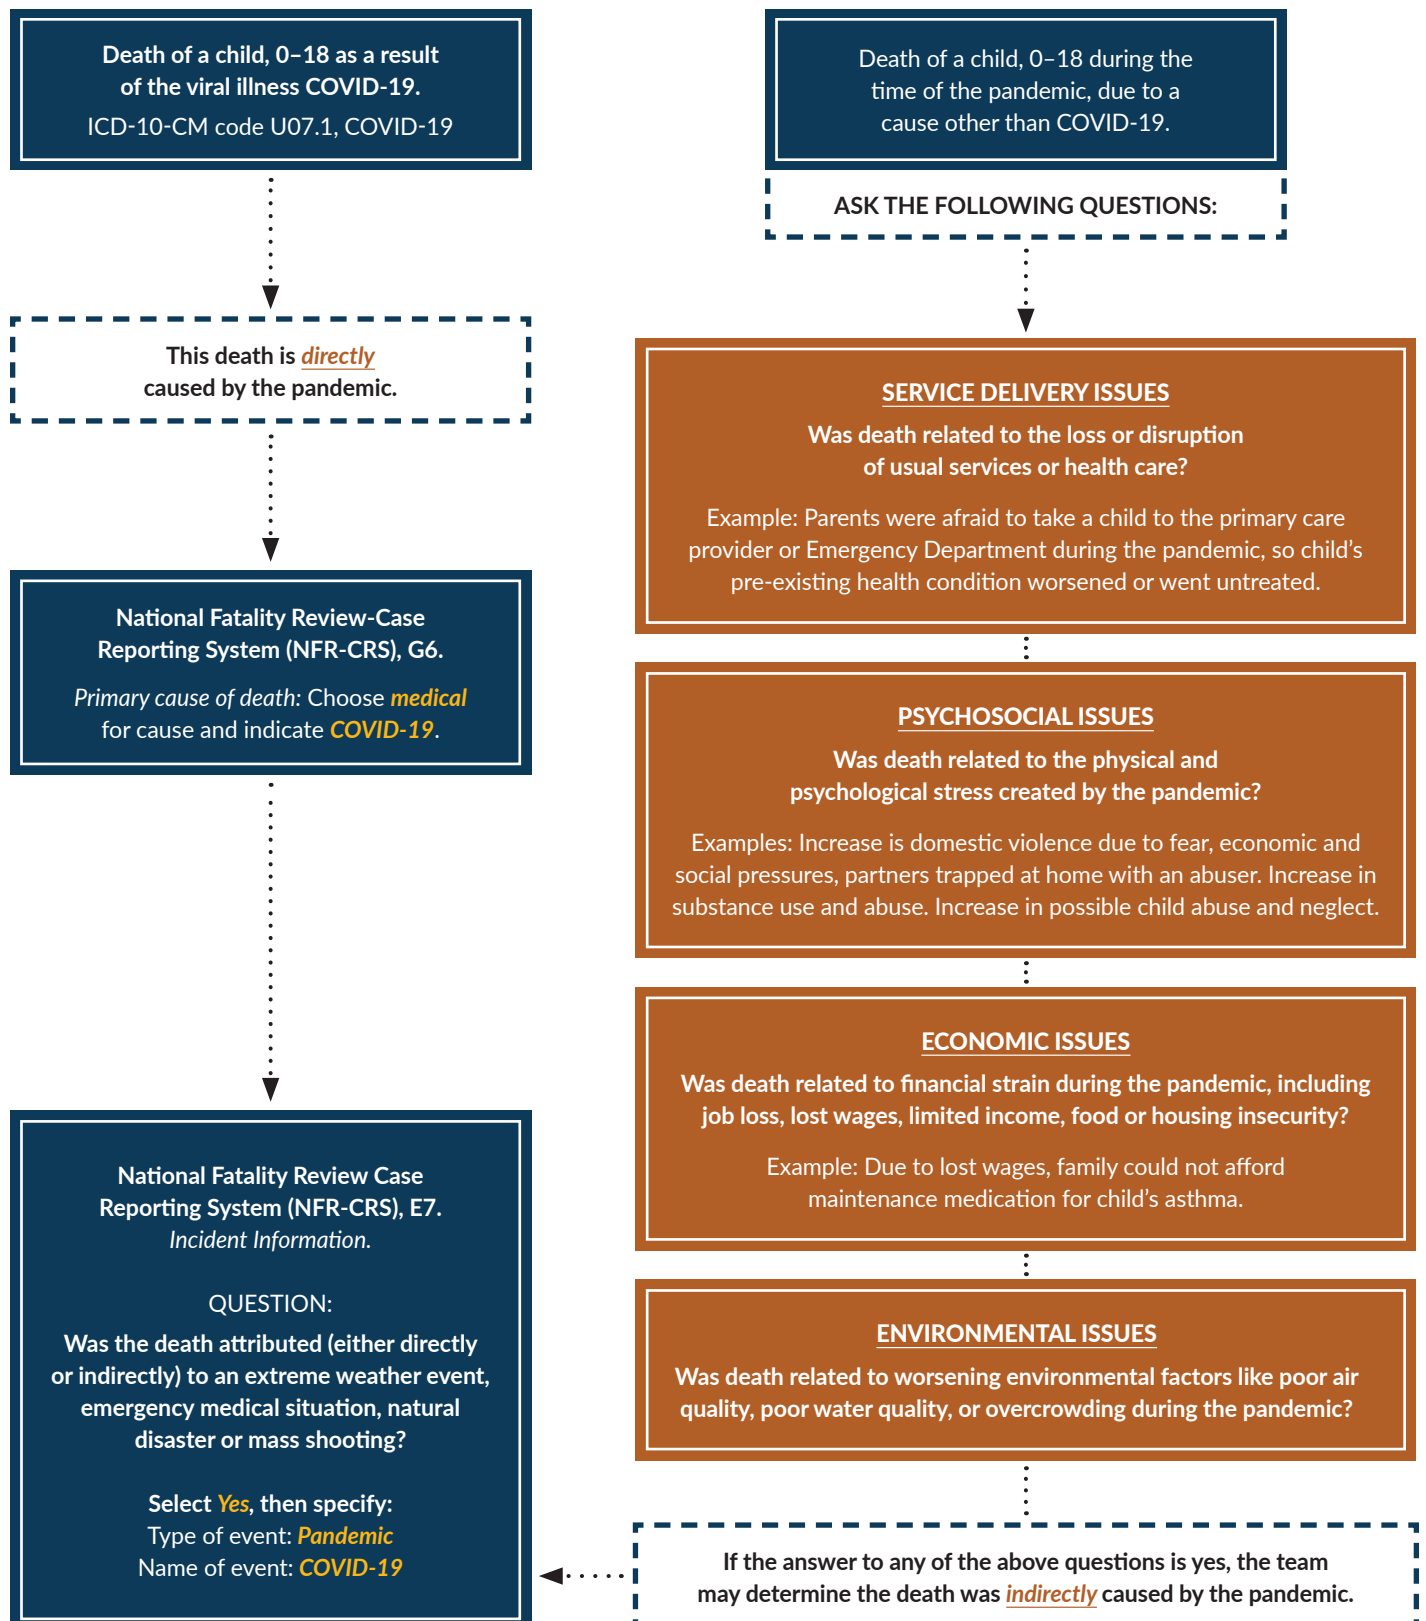 Death of a child, 0–18 as a result
of the viral illness COVID-19.
ICD-10-CM code U07.1, COVID-19
This death is directly
caused by the pandemic.
National Fatality Review-Case
Reporting System (NFR-CRS), G6.
Primary cause of death: Choose medical
for cause and indicate COVID-19.
National Fatality Review Case
Reporting System (NFR-CRS), E7.
Incident Information.
QUESTION:
Was the death attributed (either directly
or indirectly) to an extreme weather event,
emergency medical situation, natural
disaster or mass shooting?
Select Yes, then specify:
Type of event: Pandemic
Name of event: COVID-19
Death of a child, 0–18 during the
time of the pandemic, due to a
cause other than COVID-19.
ASK THE FOLLOWING QUESTIONS:
SERVICE DELIVERY ISSUES
Was death related to the loss or disruption
of usual services or health care?
Example: Parents were afraid to take a child to the primary care
provider or Emergency Department during the pandemic, so child’s
pre-existing health condition worsened or went untreated.
PSYCHOSOCIAL ISSUES
Was death related to the physical and
psychological stress created by the pandemic?
Examples: Increase is domestic violence due to fear, economic and
social pressures, partners trapped at home with an abuser. Increase in
substance use and abuse. Increase in possible child abuse and neglect.
ECONOMIC ISSUES
Was death related to financial strain during the pandemic, including
job loss, lost wages, limited income, food or housing insecurity?
Example: Due to lost wages, family could not afford
maintenance medication for child’s asthma.
ENVIRONMENTAL ISSUES
Was death related to worsening environmental factors like poor air
quality, poor water quality, or overcrowding during the pandemic?
If the answer to any of the above questions is yes, the team
may determine the death was indirectly caused by the pandemic.